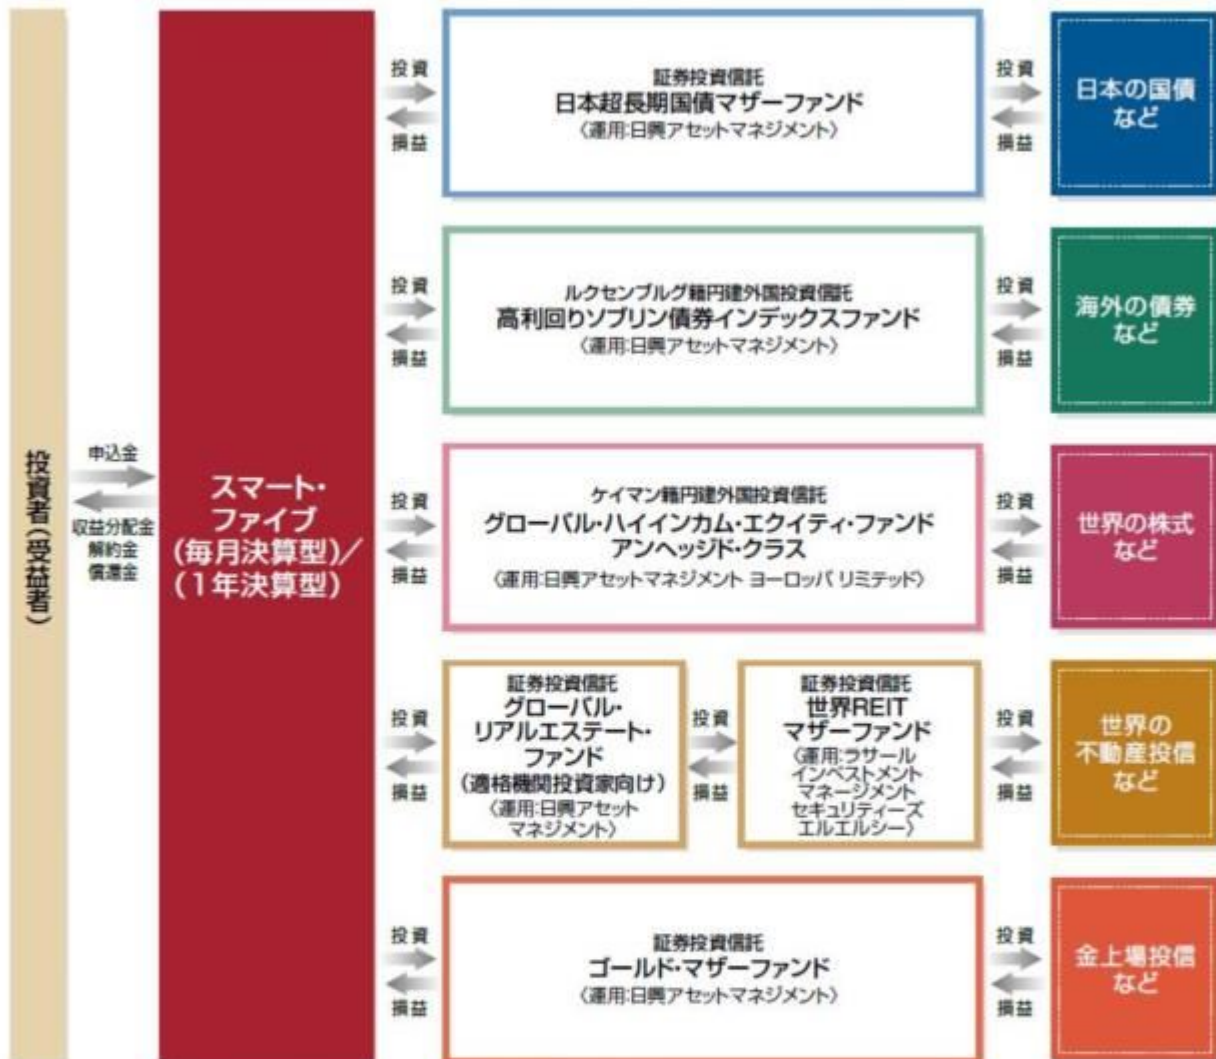 投資者(受益者)
申込金
収益分配金
解約金
償還金
スマート・
ファイブ
(毎月決算型)/
(1年決算型)
投資
損益
証券投資信託
日本超長期国債マザーファンド
〈運用:日興アセットマネジメント〉
投資
損益
日本の国債
など
投資
損益
ルクセンブルグ籍円建外国投資信託
高利回りソブリン債券インデックスファンド
〈運用:日興アセットマネジメント〉
投資
損益
海外の債券
など
投資
損益
ケイマン籍円建外国投資信託
グローバル・ハイインカム・エクイティ・ファンド
アンヘッジド・クラス
〈運用:日興アセットマネジメント ヨーロッパ リミテッド〉
投資
損益
世界の株式
など
投資
損益
証券投資信託
グローバル・
リアルエステート・
ファンド
(適格機関投資家向け)
〈運用:日興アセット
マネジメント〉
投資
損益
証券投資信託
世界REIT
マザーファンド
〈運用:ラサール
インベストメント
マネージメント
セキュリティーズ
エルエルシー〉
投資
損益
世界の
不動産投信
など
投資
損益
証券投資信託
ゴールド・マザーファンド
〈運用:日興アセットマネジメント〉
投資
損益
金上場投信
など